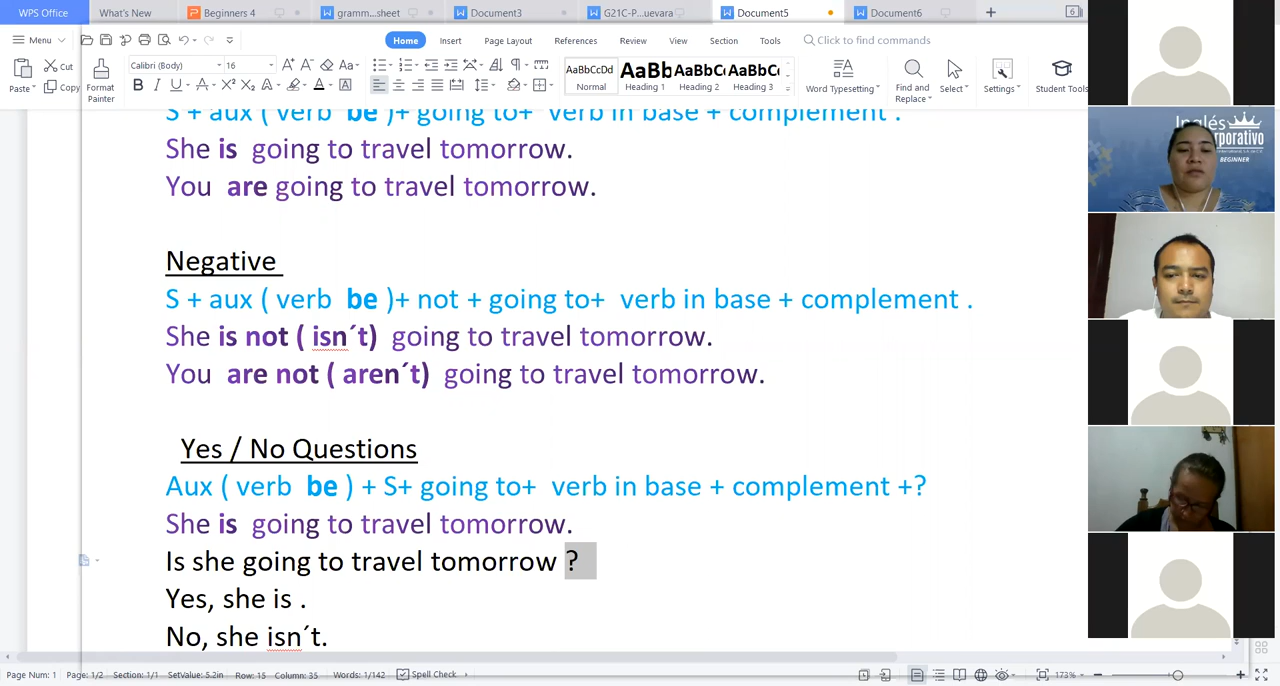 WPS Office What's New Beginners 4 gramm...sheet Document3 G21C-P...uevara Document5 Document6 + 6
Menu Home Insert Page Layout References Review View Section Tools Click to find commands
Paste Cut Copy Format Painter Calibri (Body) 16 AaBbCcDd Normal AaBb Heading 1 AaBbC Heading 2 AaBbC Heading 3 Word Typesetting Find and Replace Select Settings Student Tools
S + aux ( verb be )+ going to+ verb in base + complement .
She is going to travel tomorrow.
You are going to travel tomorrow.
Negative
S + aux ( verb be )+ not + going to+ verb in base + complement .
She is not ( isn´t) going to travel tomorrow.
You are not ( aren´t) going to travel tomorrow.
Yes / No Questions
Aux ( verb be ) + S+ going to+ verb in base + complement +?
She is going to travel tomorrow.
Is she going to travel tomorrow ?
Yes, she is .
No, she isn´t.
Page Num: 1 Page: 1/2 Section: 1/1 SetValue: 5.2in Row: 15 Column: 35 Words: 1/142 Spell Check 173%
Inglés
BEGINNER